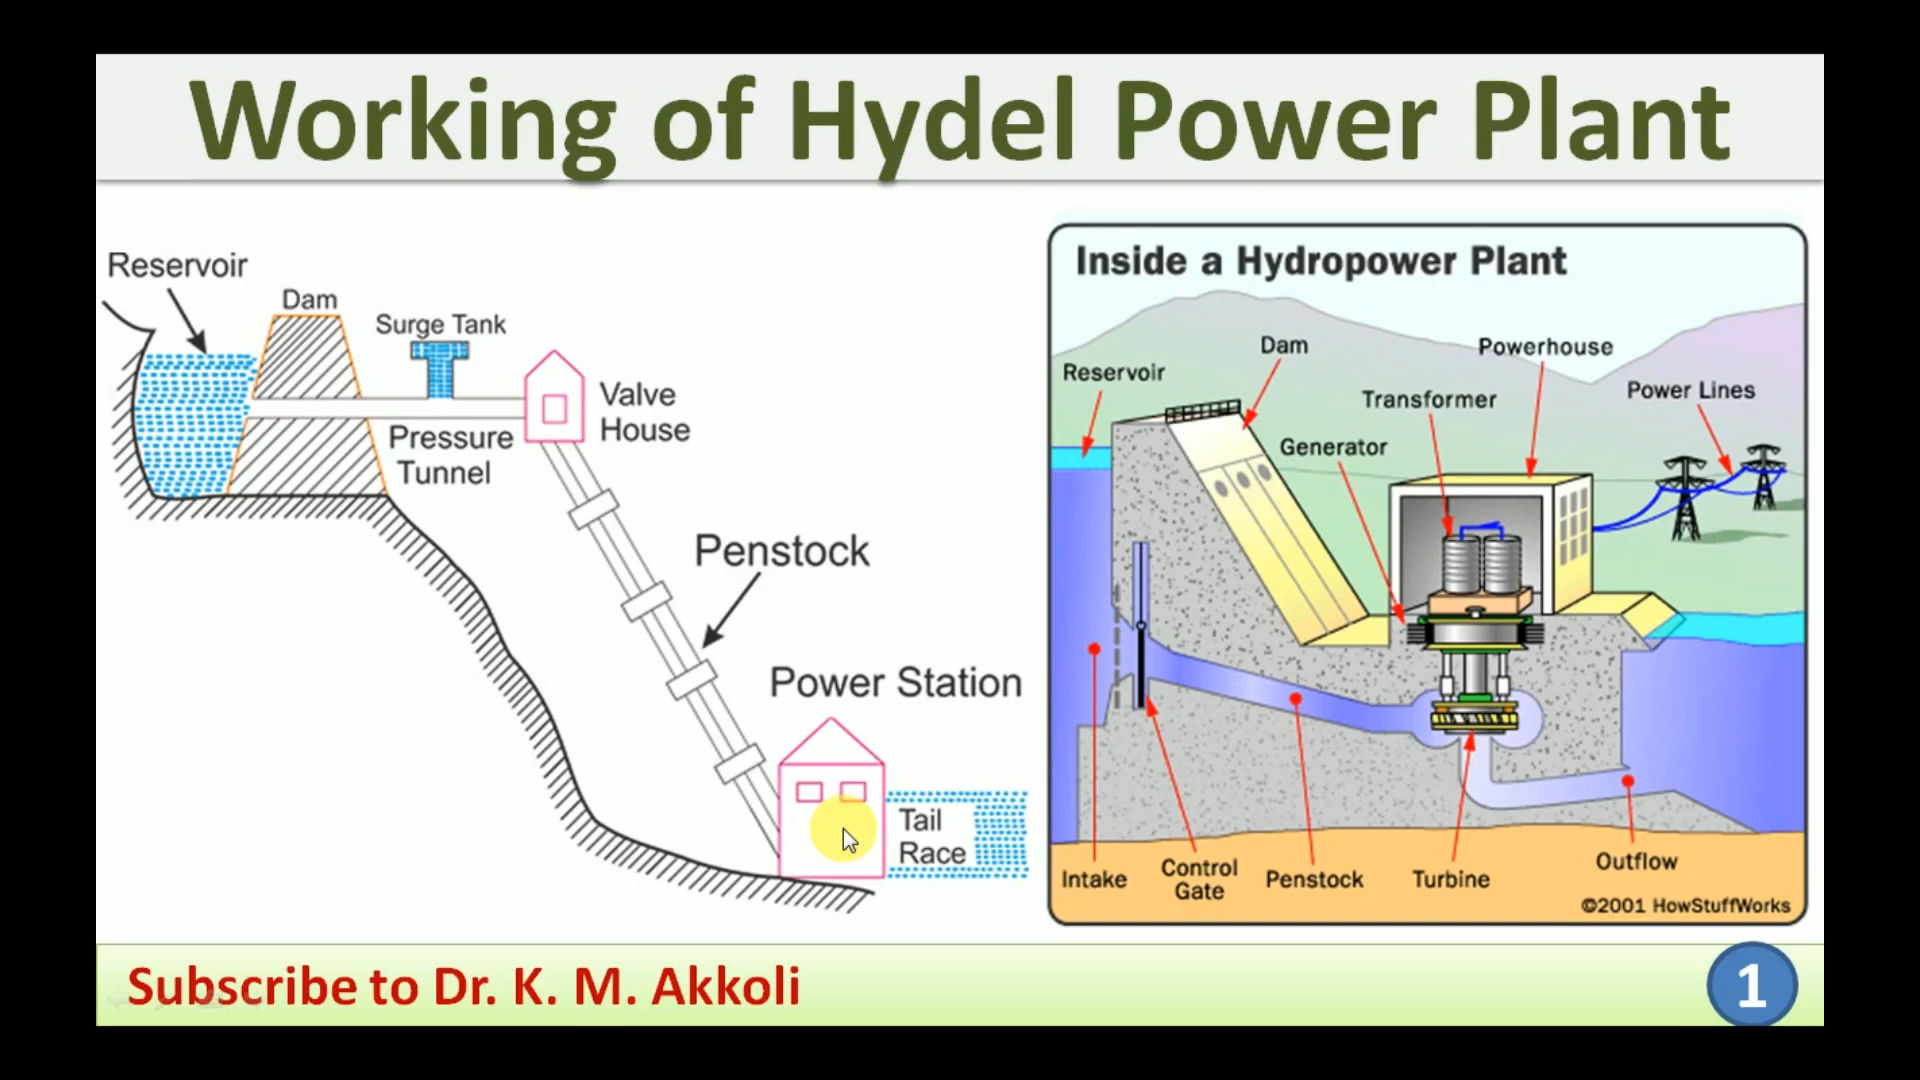 Working of Hydel Power Plant
Reservoir
Dam
Surge Tank
Valve
House
Pressure
Tunnel
Penstock
Power Station
Tail
Race
Inside a Hydropower Plant
Dam
Powerhouse
Reservoir
Transformer
Power Lines
Generator
Intake
Control
Gate
Penstock
Turbine
Outflow
©2001 HowStuffWorks
Subscribe to Dr. K. M. Akkoli
1